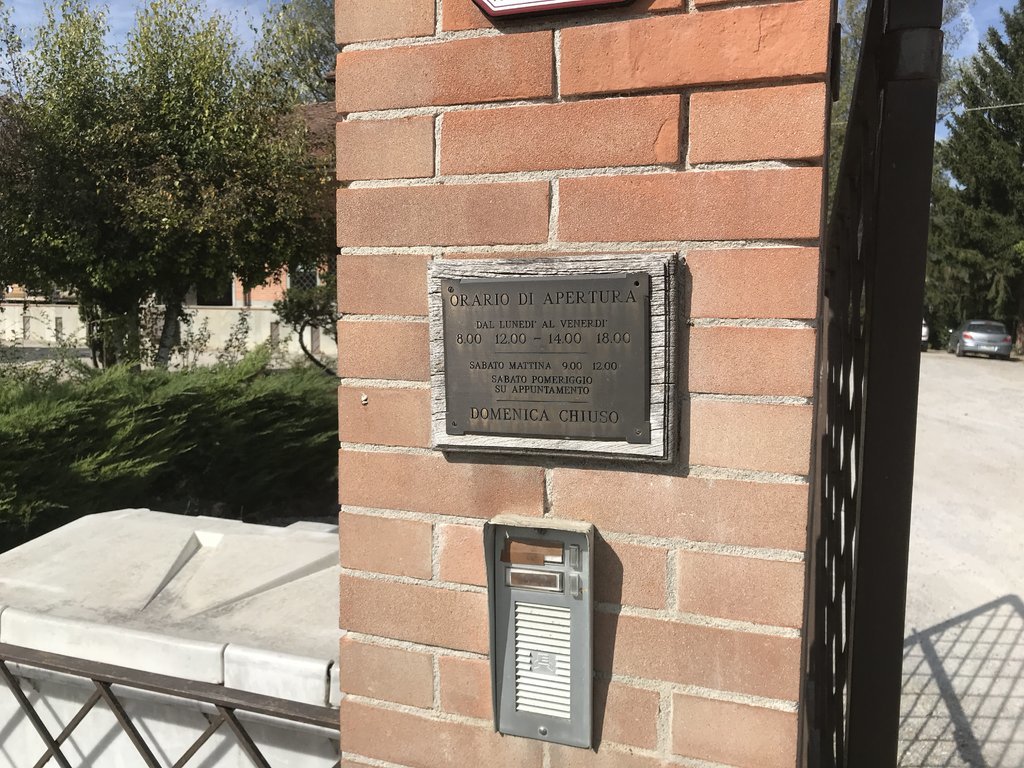 ORARIO DI APERTURA
DAL LUNEDI' AL VENERDI'
8.00 12.00 - 14.00 18.00
SABATO MATTINA 9.00 12.00
SABATO POMERIGGIO
SU APPUNTAMENTO
DOMENICA CHIUSO